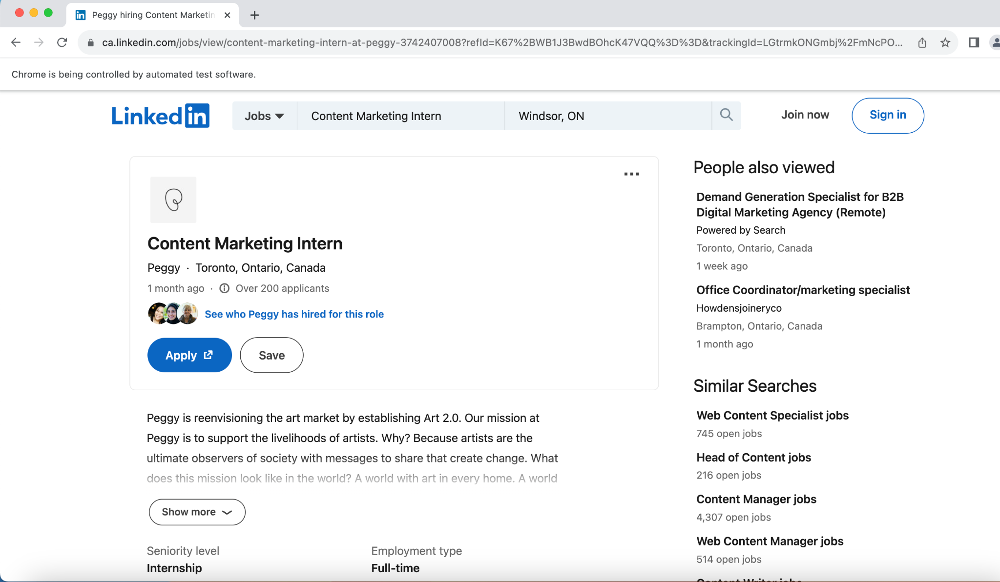 Peggy hiring Content Marketin
ca.linkedin.com/jobs/view/content-marketing-intern-at-peggy-3742407008?refId=K67%2BWB1J3BwdBOhcK47VQQ%3D%3D&trackingId=LGtrmkONGmbj%2FmNcPO...
Chrome is being controlled by automated test software.
Linked in
Jobs
Content Marketing Intern
Windsor, ON
Join now
Sign in
Content Marketing Intern
Peggy · Toronto, Ontario, Canada
1 month ago · Over 200 applicants
See who Peggy has hired for this role
Apply
Save
Peggy is reenvisioning the art market by establishing Art 2.0. Our mission at
Peggy is to support the livelihoods of artists. Why? Because artists are the
ultimate observers of society with messages to share that create change. What
does this mission look like in the world? A world with art in every home. A world
Show more
Seniority level
Internship
Employment type
Full-time
People also viewed
Demand Generation Specialist for B2B
Digital Marketing Agency (Remote)
Powered by Search
Toronto, Ontario, Canada
1 week ago
Office Coordinator/marketing specialist
Howdensjoineryco
Brampton, Ontario, Canada
1 month ago
Similar Searches
Web Content Specialist jobs
745 open jobs
Head of Content jobs
216 open jobs
Content Manager jobs
4,307 open jobs
Web Content Manager jobs
514 open jobs
Content Writer jobs